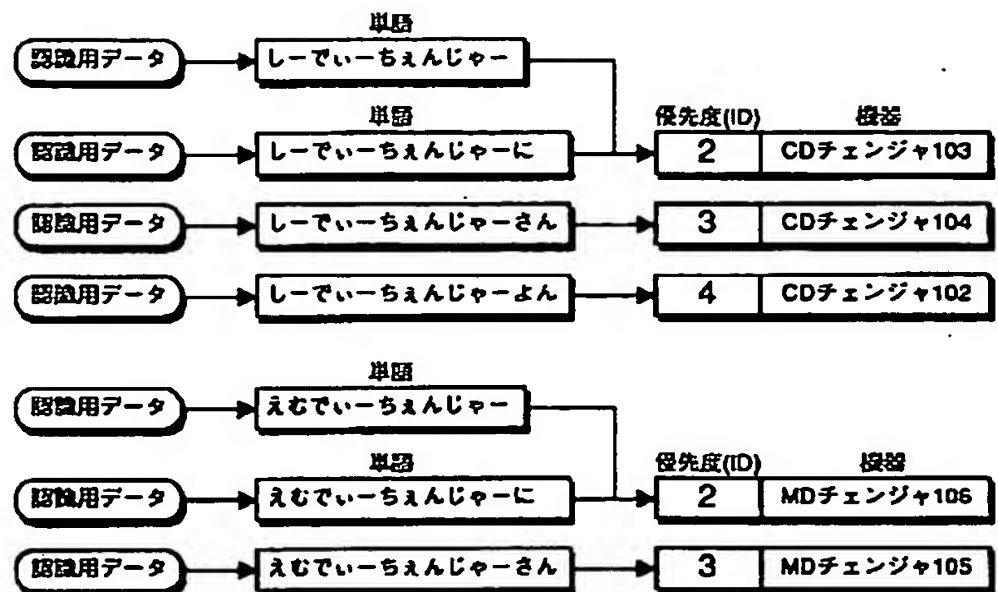 単語
認識用データ しーでぃーちぇんじゃー
単語 優先度(ID) 機器
認識用データ しーでぃーちぇんじゃーに 2 CDチェンジャ103
認識用データ しーでぃーちぇんじゃーさん 3 CDチェンジャ104
認識用データ しーでぃーちぇんじゃーよん 4 CDチェンジャ102
単語
認識用データ えむでぃーちぇんじゃー
単語 優先度(ID) 機器
認識用データ えむでぃーちぇんじゃーに 2 MDチェンジャ106
認識用データ えむでぃーちぇんじゃーさん 3 MDチェンジャ105